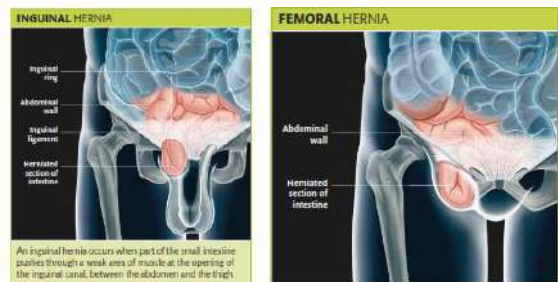 INGUINAL HERNIA
Inguinal
ring
Abdominal
wall
Inguinal
ligament
Herniated
section of
intestine
An inguinal hernia occurs when part of the small intestine
pushes through a weak area of muscle at the opening of
the inguinal canal, between the abdomen and the thigh
FEMORAL HERNIA
Abdominal
wall
Herniated
section of
intestine